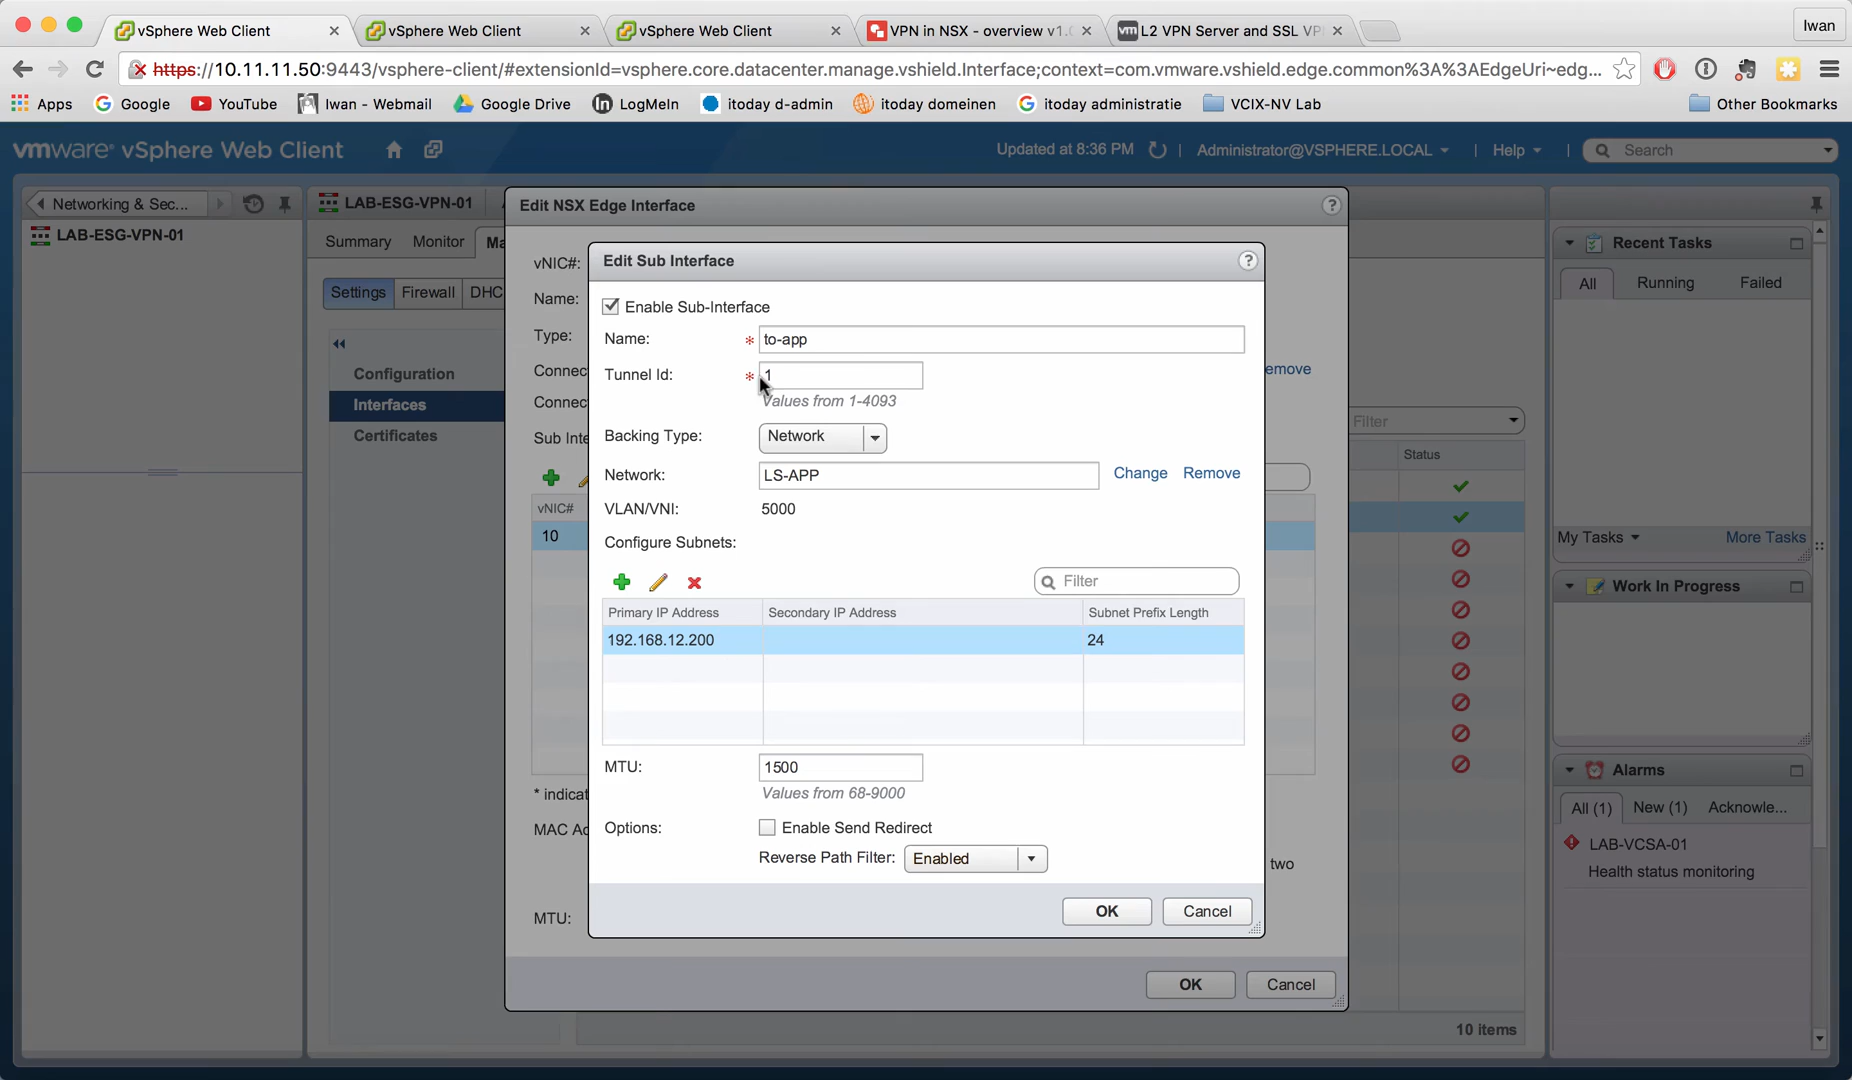 vSphere Web Client
vSphere Web Client
vSphere Web Client
VPN in NSX - overview v1.0
L2 VPN Server and SSL VP
Iwan
https://10.11.11.50:9443/vsphere-client/#extensionId=vsphere.core.datacenter.manage.vshield.Interface;context=com.vmware.vshield.edge.common%3A%3AEdgeUri~edg...
Apps Google YouTube Iwan - Webmail Google Drive LogMeIn itoday d-admin itoday domeinen itoday administratie VCIX-NV Lab Other Bookmarks
vmware vSphere Web Client
Updated at 8:36 PM
Administrator@VSPHERE.LOCAL
Help
Search
Networking & Sec...
LAB-ESG-VPN-01
LAB-ESG-VPN-01
Summary Monitor Ma
Settings Firewall DHC
Configuration
Interfaces
Certificates
Edit NSX Edge Interface
vNIC#:
Name:
Type:
Connec
emove
Connec
Sub Inte
vNIC#
10
* indicat
MAC Ac
two
MTU:
OK Cancel
Edit Sub Interface
Enable Sub-Interface
Name: * to-app
Tunnel Id: * 1
Values from 1-4093
Backing Type: Network
Network: LS-APP Change Remove
VLAN/VNI: 5000
Configure Subnets:
Filter
Primary IP Address Secondary IP Address Subnet Prefix Length
192.168.12.200 24
MTU: 1500
Values from 68-9000
Options: Enable Send Redirect
Reverse Path Filter: Enabled
OK Cancel
Filter
Status
10 items
Recent Tasks
All Running Failed
My Tasks More Tasks
Work In Progress
Alarms
All (1) New (1) Acknowle...
LAB-VCSA-01
Health status monitoring